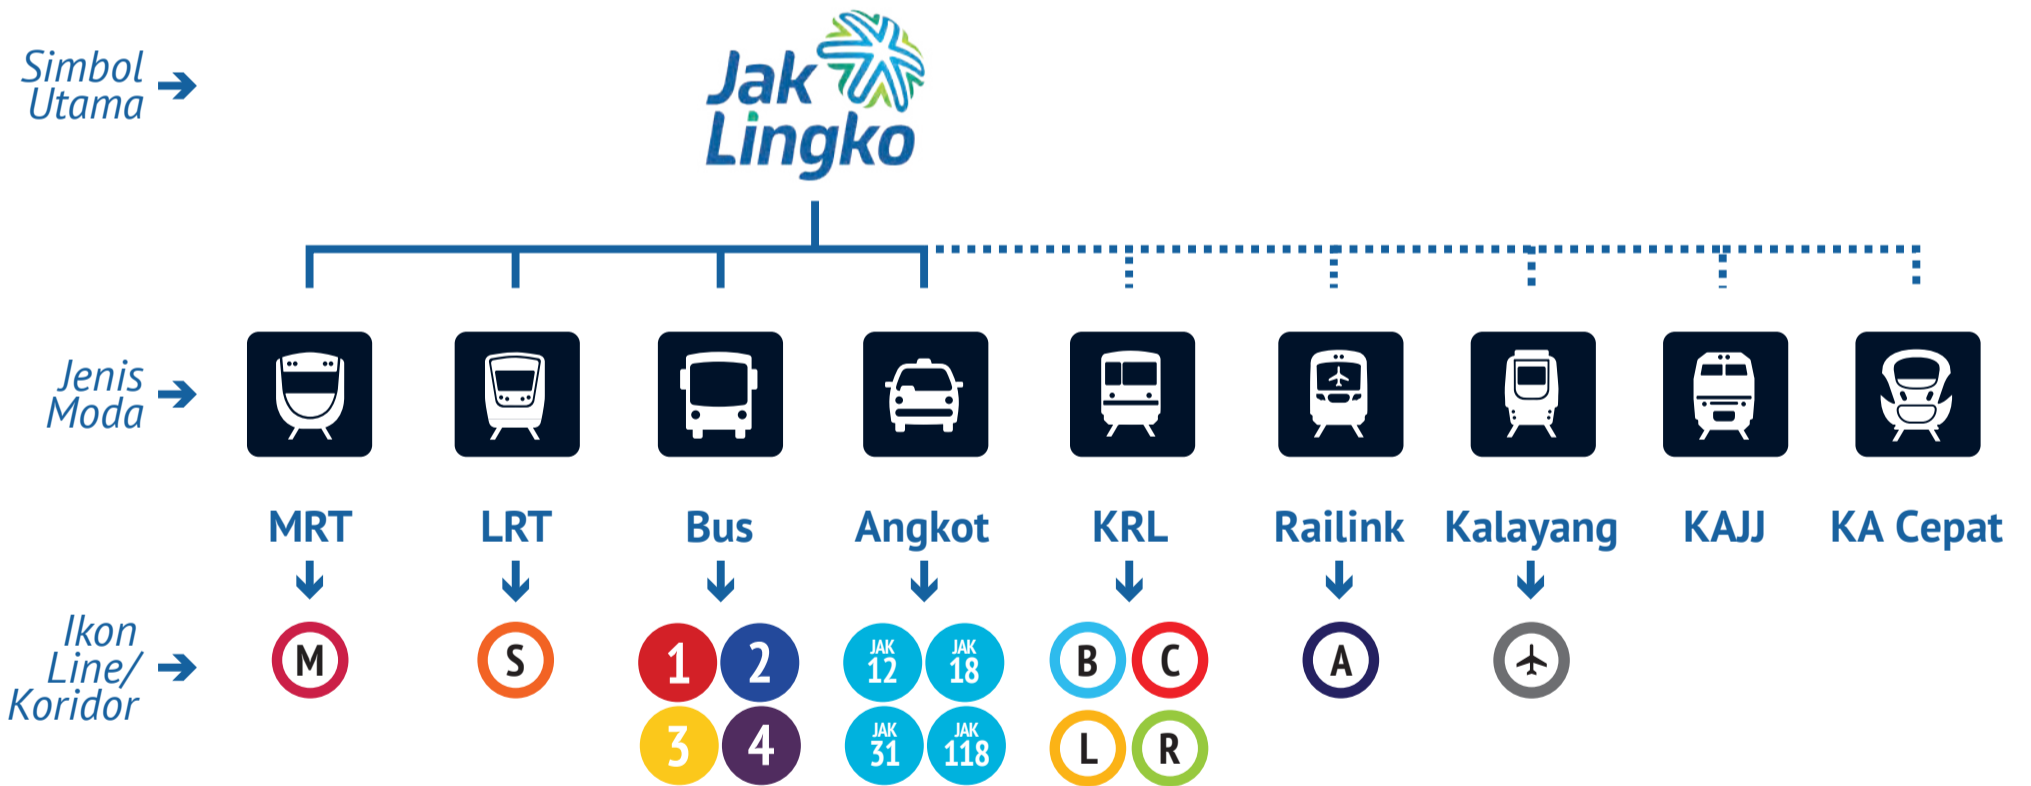 Simbol
Utama
Jak
Lingko
Jenis
Moda
MRT
LRT
Bus
Angkot
KRL
Railink
Kalayang
KAJJ
KA Cepat
Ikon
Line/
Koridor
M
S
1
2
3
4
JAK
12
JAK
18
JAK
31
JAK
118
B
C
L
R
A